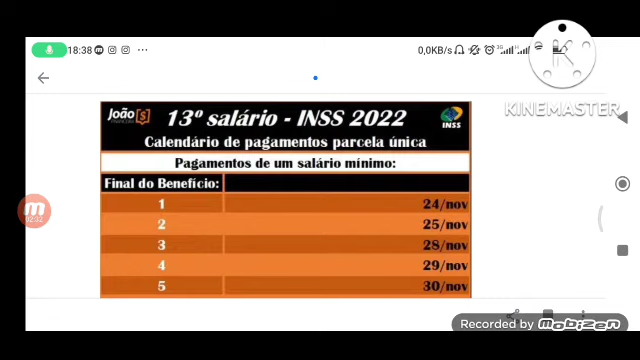 18:38 ... 0,0KB/s
KINEMASTER
João[$] 13º salário - INSS 2022 INSS
Calendário de pagamentos parcela única
Pagamentos de um salário mínimo:
Final do Benefício:
1 24/nov
2 25/nov
3 28/nov
4 29/nov
5 30/nov
02:32
Recorded by mobizen